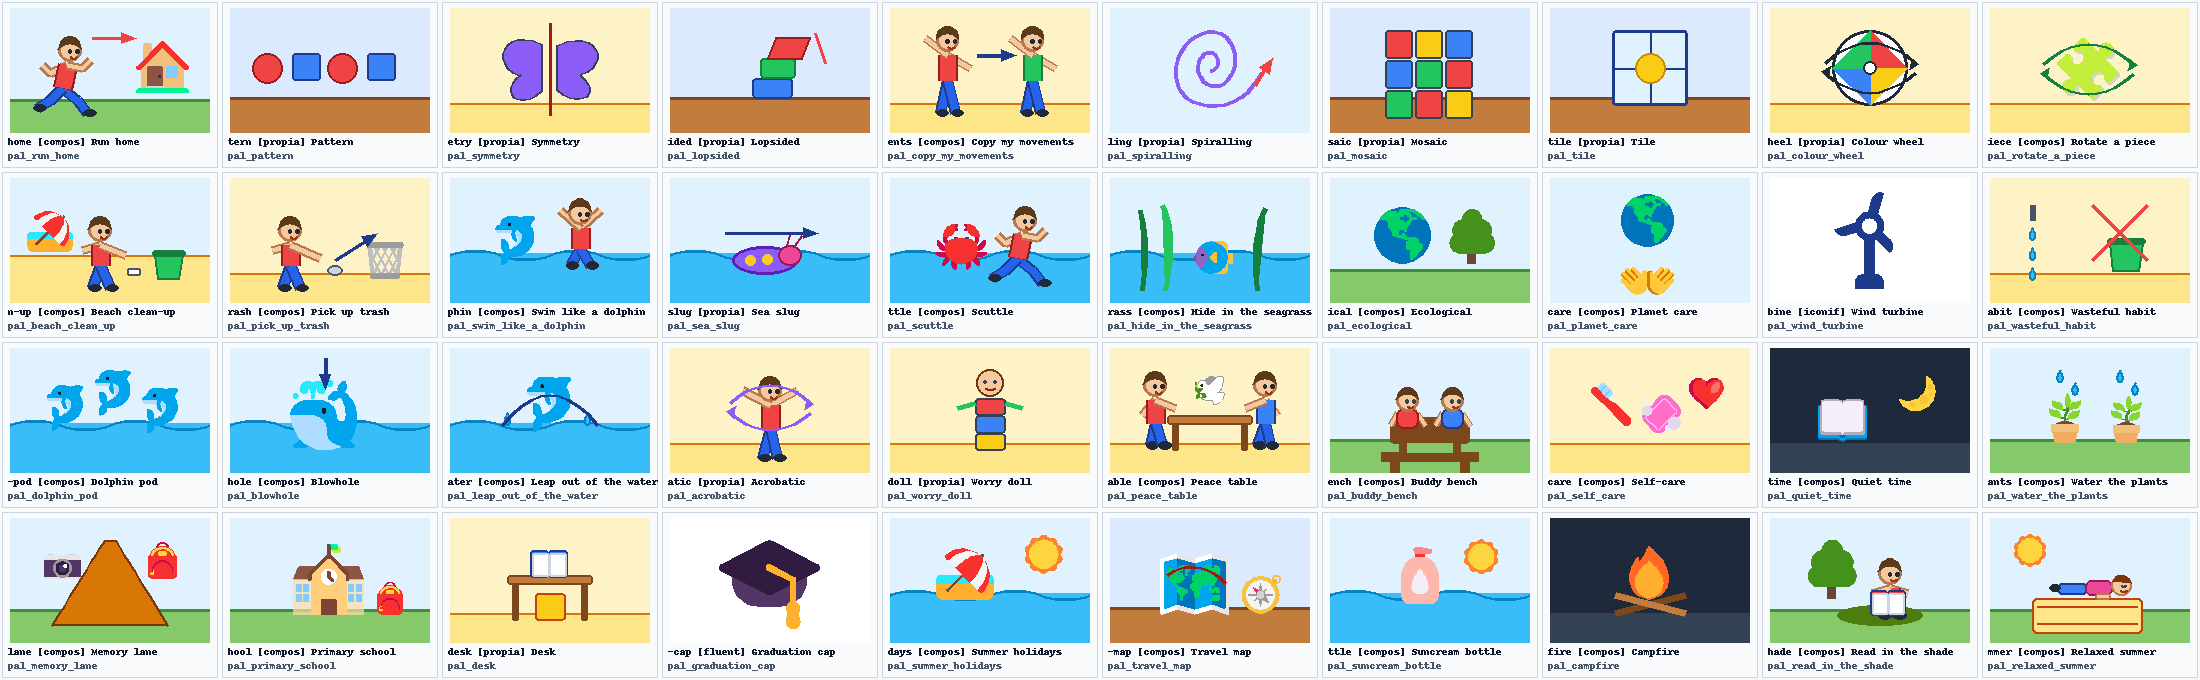 home [compos] Run home
pal_run_home
tern [propia] Pattern
pal_pattern
etry [propia] Symmetry
pal_symmetry
ided [propia] Lopsided
pal_lopsided
ents [compos] Copy my movements
pal_copy_my_movements
ling [propia] Spiralling
pal_spiralling
saic [propia] Mosaic
pal_mosaic
tile [propia] Tile
pal_tile
heel [propia] Colour wheel
pal_colour_wheel
iece [compos] Rotate a piece
pal_rotate_a_piece
n-up [compos] Beach clean-up
pal_beach_clean_up
rash [compos] Pick up trash
pal_pick_up_trash
phin [compos] Swim like a dolphin
pal_swim_like_a_dolphin
slug [propia] Sea slug
pal_sea_slug
ttle [compos] Scuttle
pal_scuttle
rass [compos] Hide in the seagrass
pal_hide_in_the_seagrass
ical [compos] Ecological
pal_ecological
care [compos] Planet care
pal_planet_care
bine [iconif] Wind turbine
pal_wind_turbine
abit [compos] Wasteful habit
pal_wasteful_habit
-pod [compos] Dolphin pod
pal_dolphin_pod
hole [compos] Blowhole
pal_blowhole
ater [compos] Leap out of the water
pal_leap_out_of_the_water
atic [propia] Acrobatic
pal_acrobatic
doll [propia] Worry doll
pal_worry_doll
able [compos] Peace table
pal_peace_table
ench [compos] Buddy bench
pal_buddy_bench
care [compos] Self-care
pal_self_care
time [compos] Quiet time
pal_quiet_time
ants [compos] Water the plants
pal_water_the_plants
lane [compos] Memory lane
pal_memory_lane
hool [compos] Primary school
pal_primary_school
desk [propia] Desk
pal_desk
-cap [fluent] Graduation cap
pal_graduation_cap
days [compos] Summer holidays
pal_summer_holidays
-map [compos] Travel map
pal_travel_map
ttle [compos] Suncream bottle
pal_suncream_bottle
fire [compos] Campfire
pal_campfire
hade [compos] Read in the shade
pal_read_in_the_shade
mmer [compos] Relaxed summer
pal_relaxed_summer